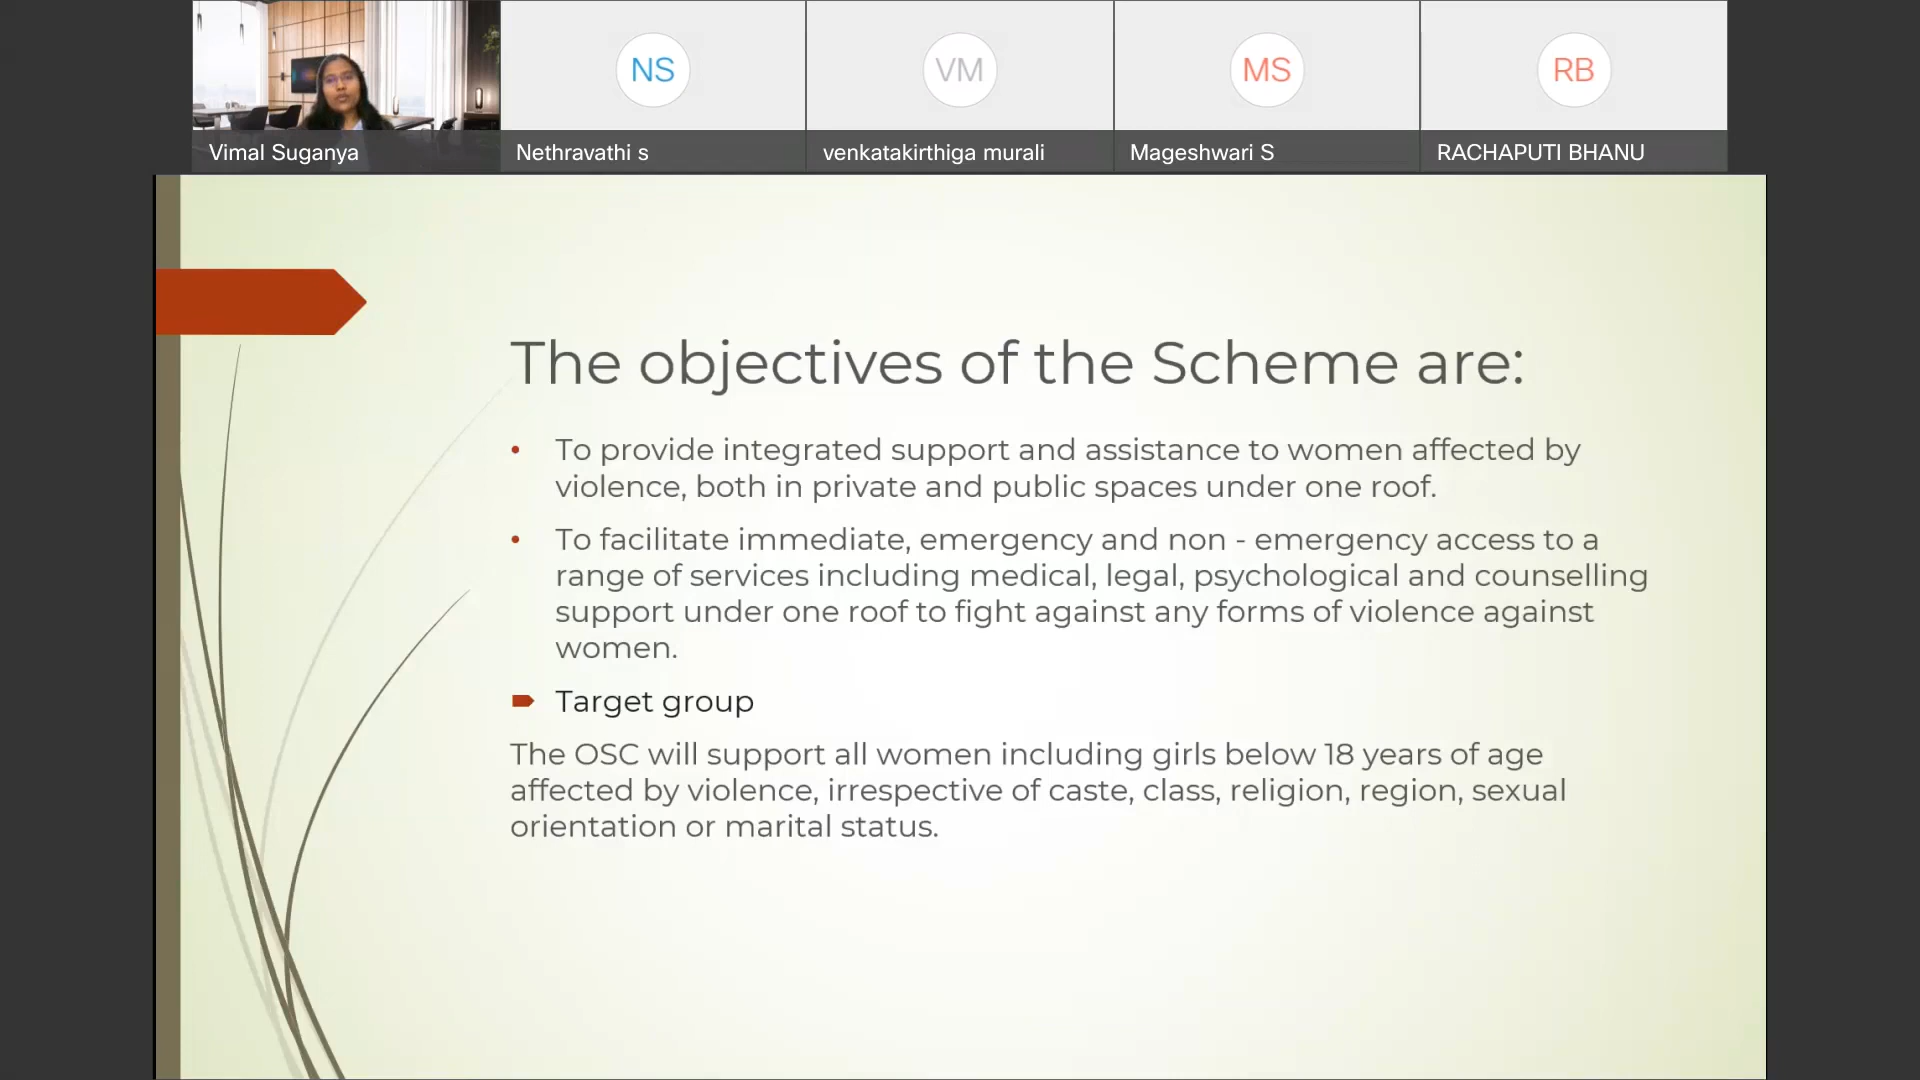 NS
VM
MS
RB
Vimal Suganya
Nethravathi s
venkatakirthiga murali
Mageshwari S
RACHAPUTI BHANU
The objectives of the Scheme are:
• To provide integrated support and assistance to women affected by
violence, both in private and public spaces under one roof.
• To facilitate immediate, emergency and non - emergency access to a
range of services including medical, legal, psychological and counselling
support under one roof to fight against any forms of violence against
women.
Target group
The OSC will support all women including girls below 18 years of age
affected by violence, irrespective of caste, class, religion, region, sexual
orientation or marital status.